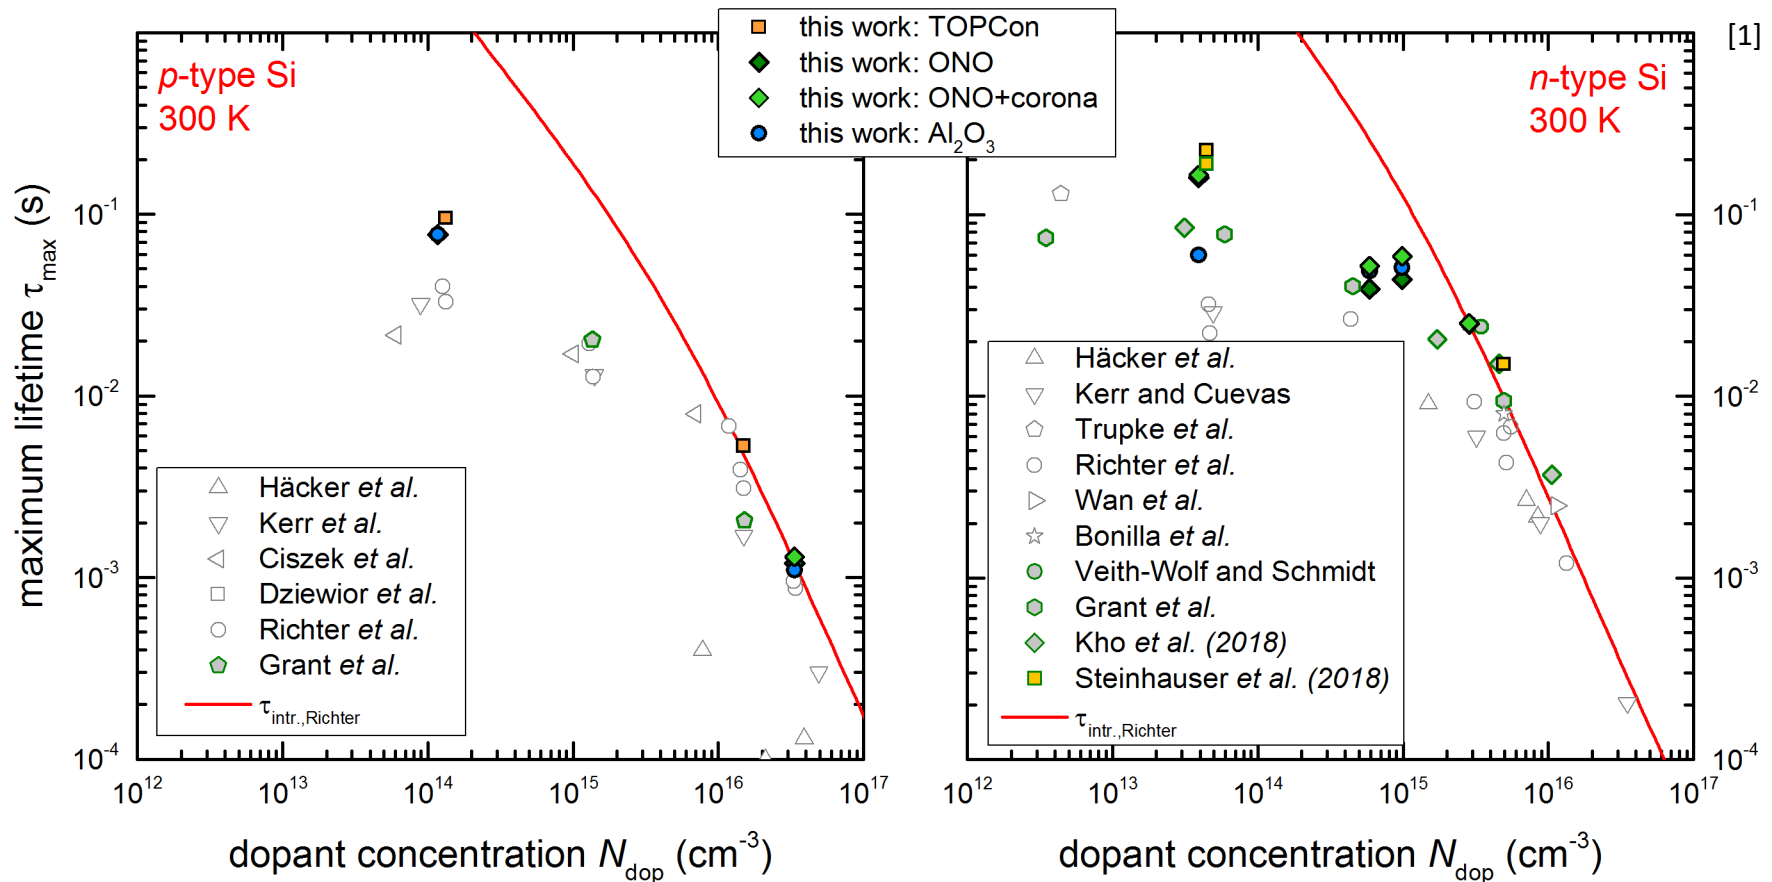 this work: TOPCon
this work: ONO
this work: ONO+corona
this work: Al₂O₃
[1]
p-type Si
300 K
n-type Si
300 K
maximum lifetime τmax (s)
10⁻¹
10⁻²
10⁻³
10⁻⁴
Häcker et al.
Kerr et al.
Ciszek et al.
Dziewior et al.
Richter et al.
Grant et al.
τintr.,Richter
10¹²
10¹³
10¹⁴
10¹⁵
10¹⁶
10¹⁷
dopant concentration Ndop (cm⁻³)
Häcker et al.
Kerr and Cuevas
Trupke et al.
Richter et al.
Wan et al.
Bonilla et al.
Veith-Wolf and Schmidt
Grant et al.
Kho et al. (2018)
Steinhauser et al. (2018)
τintr.,Richter
10⁻¹
10⁻²
10⁻³
10⁻⁴
10¹²
10¹³
10¹⁴
10¹⁵
10¹⁶
10¹⁷
dopant concentration Ndop (cm⁻³)